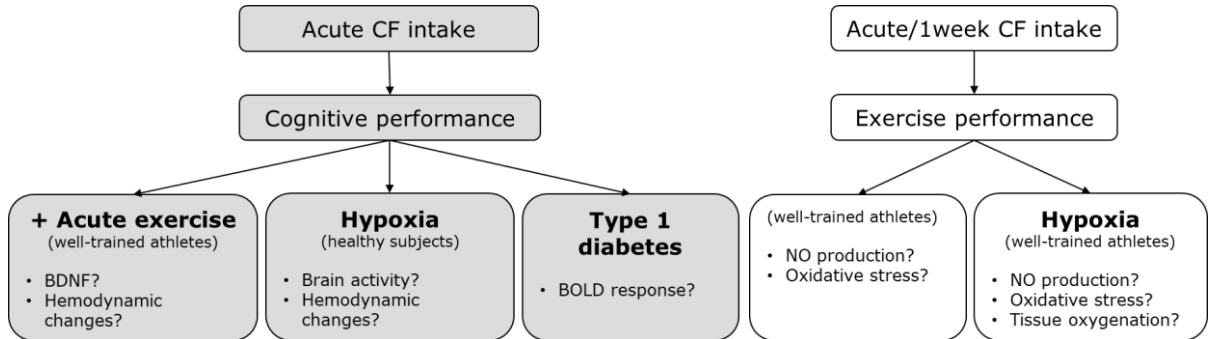 Acute CF intake
Acute/1week CF intake
Cognitive performance
Exercise performance
+ Acute exercise
(well-trained athletes)
• BDNF?
• Hemodynamic
changes?
Hypoxia
(healthy subjects)
• Brain activity?
• Hemodynamic
changes?
Type 1
diabetes
• BOLD response?
(well-trained athletes)
• NO production?
• Oxidative stress?
Hypoxia
(well-trained athletes)
• NO production?
• Oxidative stress?
• Tissue oxygenation?